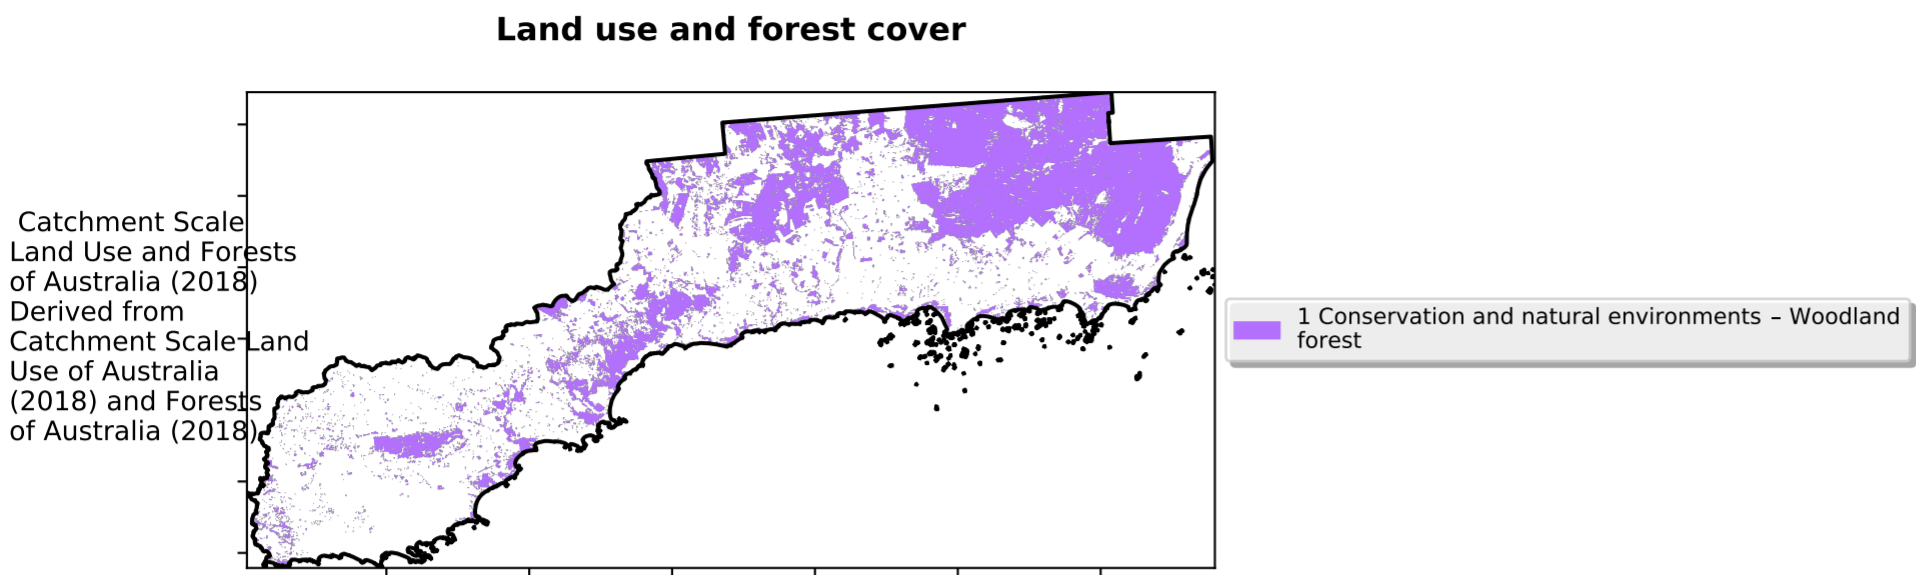 Land use and forest cover
Catchment Scale
Land Use and Forests
of Australia (2018)
Derived from
Catchment Scale Land
Use of Australia
(2018) and Forests
of Australia (2018)
1 Conservation and natural environments – Woodland
forest